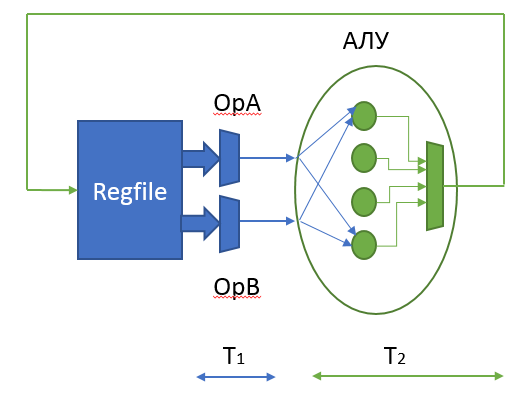 АЛУ
OpA
Regfile
OpB
T1
T2